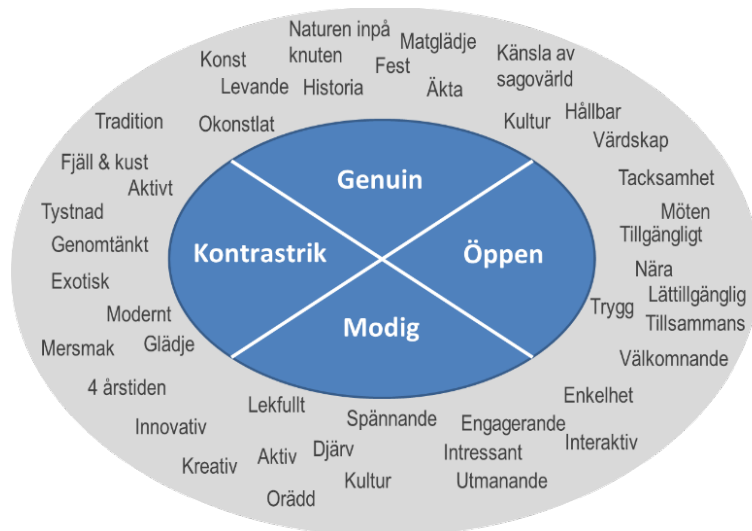 Naturen inpå
knuten
Matglädje
Känsla av
sagovärld
Konst
Fest
Levande
Historia
Äkta
Tradition
Okonstlat
Kultur
Hållbar
Värdskap
Fjäll & kust
Aktivt
Genuin
Tacksamhet
Tystnad
Möten
Genomtänkt
Kontrastrik
Öppen
Tillgängligt
Exotisk
Nära
Lättillgänglig
Modernt
Modig
Trygg
Tillsammans
Mersmak
Glädje
Välkomnande
4 årstiden
Lekfullt
Spännande
Engagerande
Enkelhet
Innovativ
Djärv
Intressant
Interaktiv
Kreativ
Aktiv
Kultur
Utmanande
Orädd